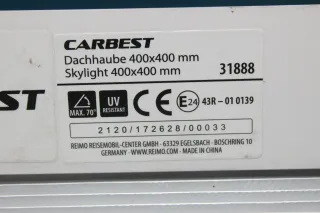 CARBEST
Dachhaube 400x400 mm
Skylight 400x400 mm 31888
EST
MAX. 70°
UV
RESISTANT
CE E24 43R – 01 0139
2120/172628/00033
REIMO REISEMOBIL-CENTER GMBH · 63329 EGELSBACH · BOSCHRING 10
GERMANY · WWW.REIMO.COM · MADE IN CHINA